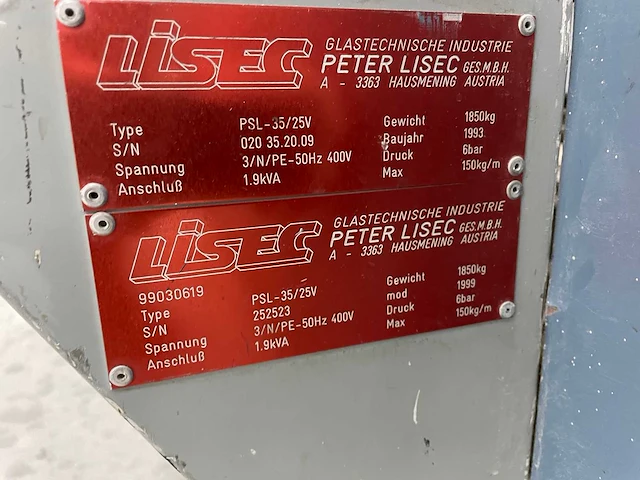 LISEC
GLASTECHNISCHE INDUSTRIE
PETER LISEC GES.M.B.H.
A - 3363 HAUSMENING AUSTRIA
Type PSL-35/25V Gewicht 1850kg
S/N 020 35.20.09 Baujahr 1993
Spannung 3/N/PE-50Hz 400V Druck 6bar
Anschluß 1.9kVA Max 150kg/m
LISEC
GLASTECHNISCHE INDUSTRIE
PETER LISEC GES.M.B.H.
A - 3363 HAUSMENING AUSTRIA
99030619
Type PSL-35/25V Gewicht 1850kg
S/N 252523 mod 1999
Spannung 3/N/PE-50Hz 400V Druck 6bar
Anschluß 1.9kVA Max 150kg/m